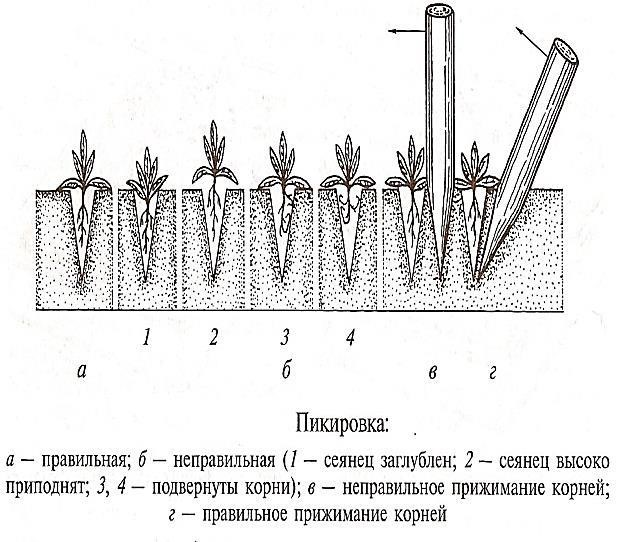 1 2 3 4
а б в г
Пикировка:
а — правильная; б — неправильная (1 — сеянец заглублен; 2 — сеянец высоко
приподнят; 3, 4 — подвернуты корни); в — неправильное прижимание корней;
г — правильное прижимание корней